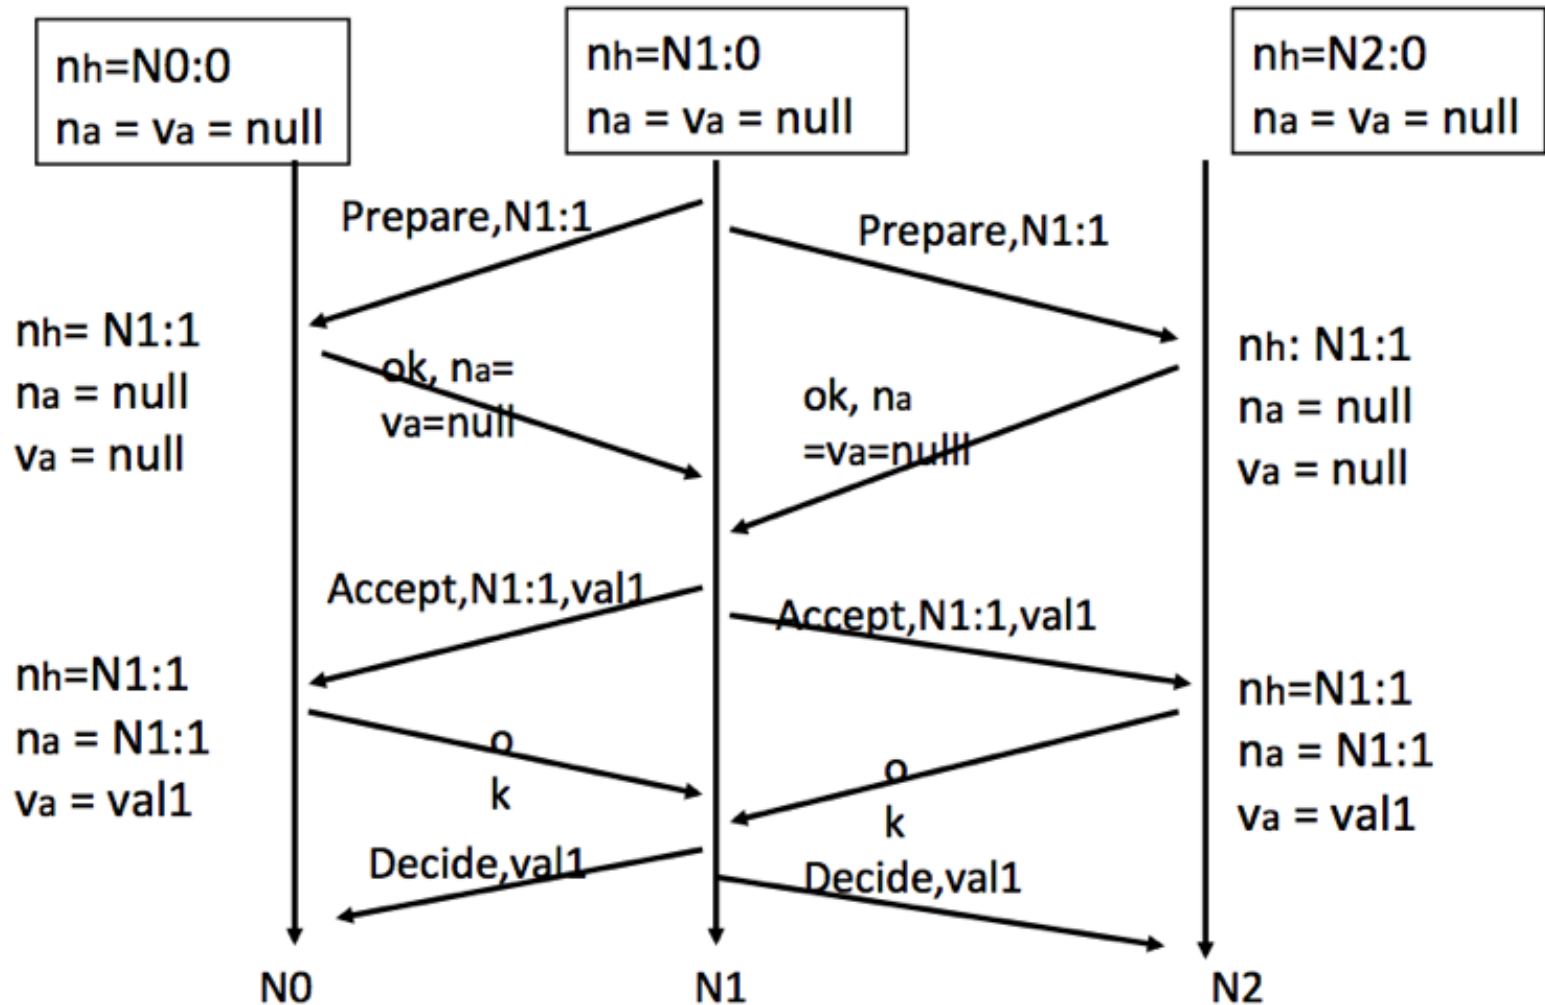 nh=N0:0
na = va = null
nh=N1:0
na = va = null
nh=N2:0
na = va = null
Prepare,N1:1
Prepare,N1:1
nh= N1:1
na = null
va = null
ok, na=
va=null
ok, na
=va=nulll
nh: N1:1
na = null
va = null
Accept,N1:1,val1
Accept,N1:1,val1
nh=N1:1
na = N1:1
va = val1
o
k
o
k
nh=N1:1
na = N1:1
va = val1
Decide,val1
Decide,val1
N0
N1
N2